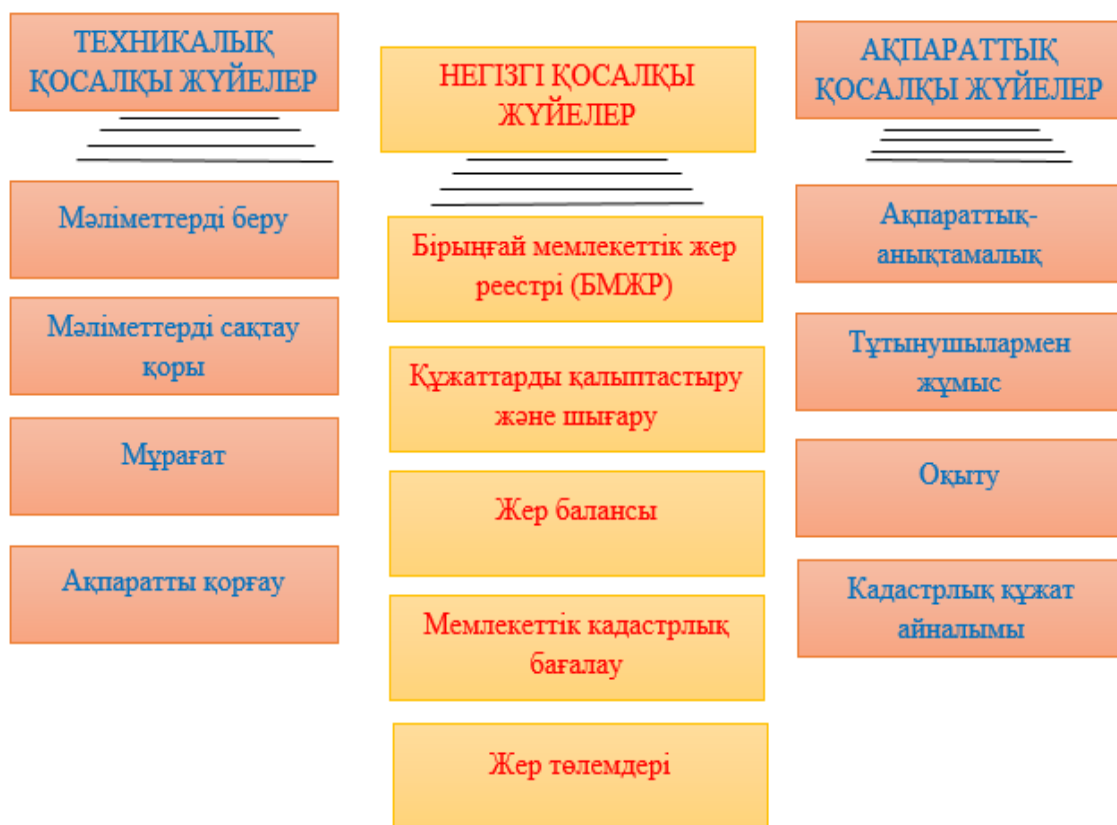 ТЕХНИКАЛЫҚ
ҚОСАЛҚЫ ЖҮЙЕЛЕР
Мәліметтерді беру
Мәліметтерді сақтау
қоры
Мұрағат
Ақпаратты қорғау
НЕГІЗГІ ҚОСАЛҚЫ
ЖҮЙЕЛЕР
Бірыңғай мемлекеттік жер
реестрі (БМЖР)
Құжаттарды қалыптастыру
және шығару
Жер балансы
Мемлекеттік кадастрлық
бағалау
Жер төлемдері
АҚПАРАТТЫҚ
ҚОСАЛҚЫ ЖҮЙЕЛЕР
Ақпараттық-
анықтамалық
Тұтынушылармен
жұмыс
Оқыту
Кадастрлық құжат
айналымы